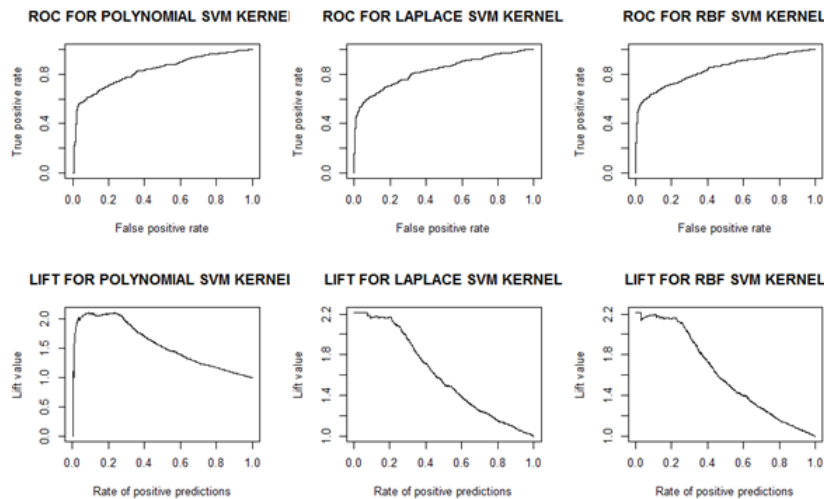 ROC FOR POLYNOMIAL SVM KERNEL
True positive rate
0.0 0.4 0.8
0.0 0.2 0.4 0.6 0.8 1.0
False positive rate
ROC FOR LAPLACE SVM KERNEL
True positive rate
0.0 0.4 0.8
0.0 0.2 0.4 0.6 0.8 1.0
False positive rate
ROC FOR RBF SVM KERNEL
True positive rate
0.0 0.4 0.8
0.0 0.2 0.4 0.6 0.8 1.0
False positive rate
LIFT FOR POLYNOMIAL SVM KERNEL
Lift value
0.0 0.5 1.0 1.5 2.0
0.0 0.2 0.4 0.6 0.8 1.0
Rate of positive predictions
LIFT FOR LAPLACE SVM KERNEL
Lift value
1.0 1.4 1.8 2.2
0.0 0.2 0.4 0.6 0.8 1.0
Rate of positive predictions
LIFT FOR RBF SVM KERNEL
Lift value
1.0 1.4 1.8 2.2
0.0 0.2 0.4 0.6 0.8 1.0
Rate of positive predictions